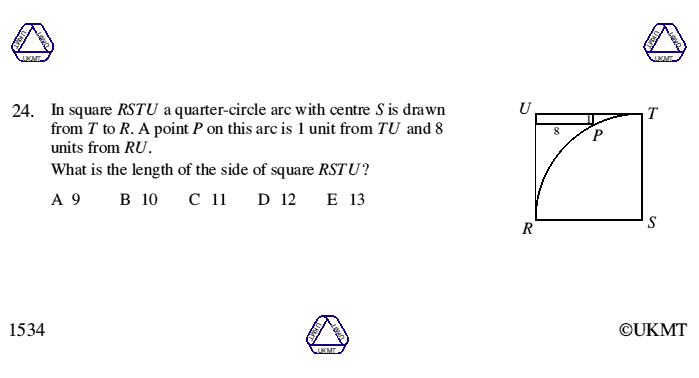 UKMT UKMT UKMT
UKMT UKMT UKMT
24. In square RSTU a quarter-circle arc with centre S is drawn
from T to R. A point P on this arc is 1 unit from TU and 8
units from RU.
What is the length of the side of square RSTU?
A 9 B 10 C 11 D 12 E 13
U
T
1
8
P
R
S
1534
UKMT UKMT UKMT
©UKMT